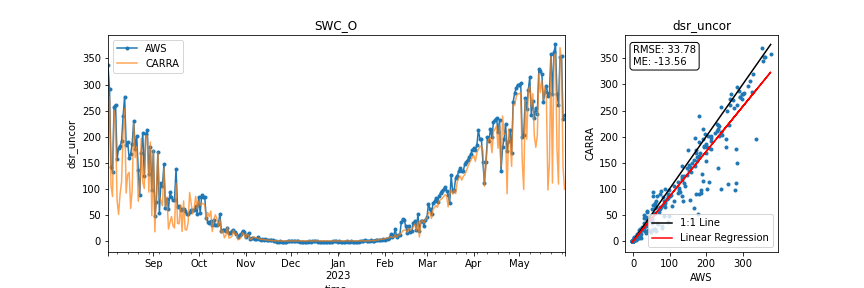 SWC_O
AWS
CARRA
dsr_uncor
350
300
250
200
150
100
50
0
Sep
Oct
Nov
Dec
Jan
2023
Feb
Mar
Apr
May
time
dsr_uncor
RMSE: 33.78
ME: -13.56
CARRA
350
300
250
200
150
100
50
0
1:1 Line
Linear Regression
0
100
200
300
AWS